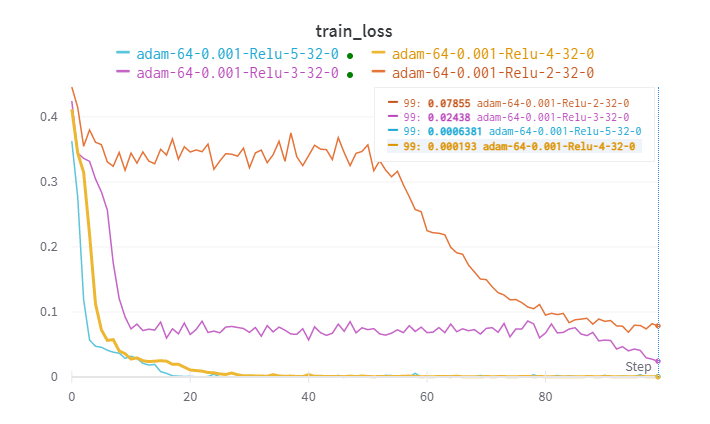 train_loss
adam-64-0.001-Relu-5-32-0 adam-64-0.001-Relu-4-32-0
adam-64-0.001-Relu-3-32-0 adam-64-0.001-Relu-2-32-0
99: 0.07855 adam-64-0.001-Relu-2-32-0
99: 0.02438 adam-64-0.001-Relu-3-32-0
99: 0.0006381 adam-64-0.001-Relu-5-32-0
99: 0.000193 adam-64-0.001-Relu-4-32-0
0.4
0.3
0.2
0.1
0
Step
0 20 40 60 80